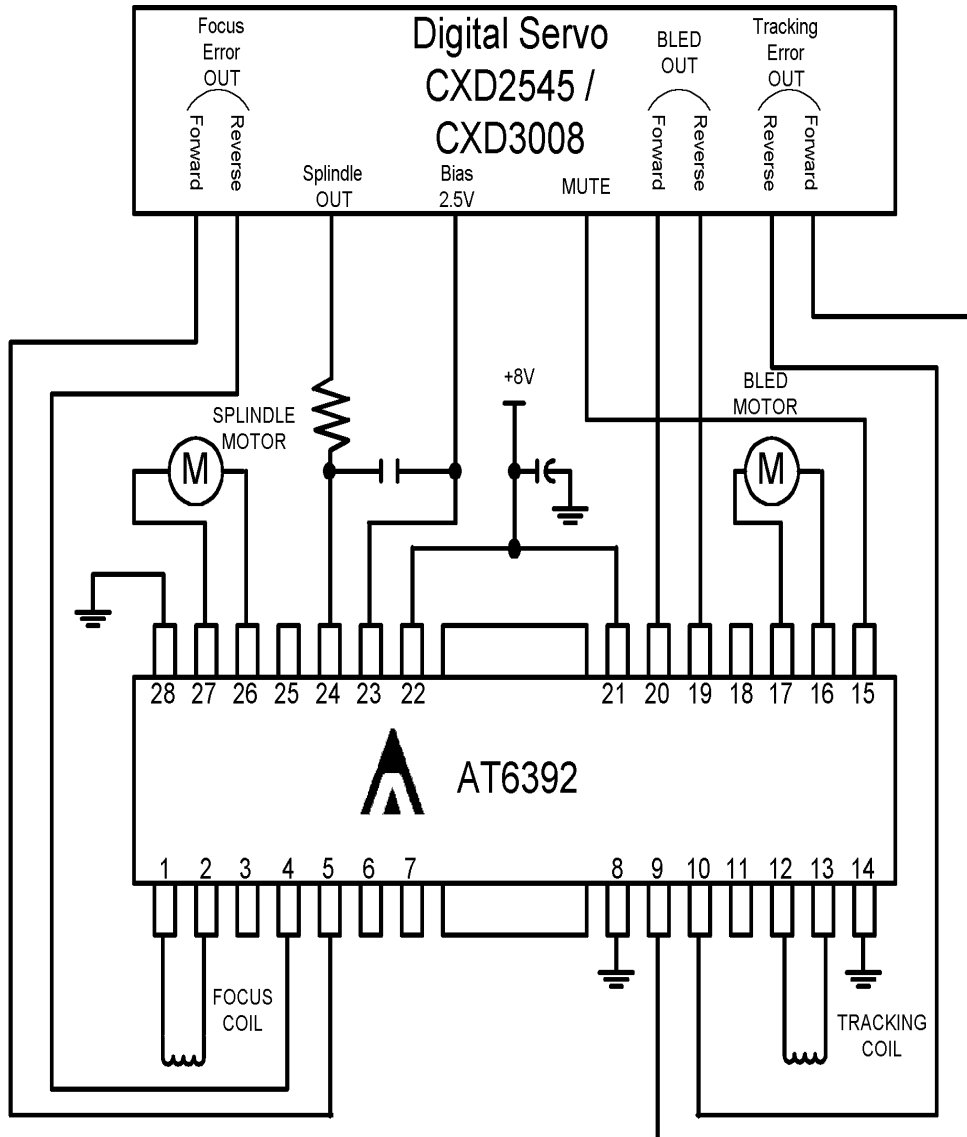 Focus
Error
OUT
Forward
Reverse
Splindle
OUT
Digital Servo
CXD2545 /
CXD3008
Bias
2.5V
MUTE
BLED
OUT
Forward
Reverse
Tracking
Error
OUT
Reverse
Forward
SPLINDLE
MOTOR
M
+8V
BLED
MOTOR
M
28 27 26 25 24 23 22 21 20 19 18 17 16 15
AT6392
1 2 3 4 5 6 7 8 9 10 11 12 13 14
FOCUS
COIL
TRACKING
COIL